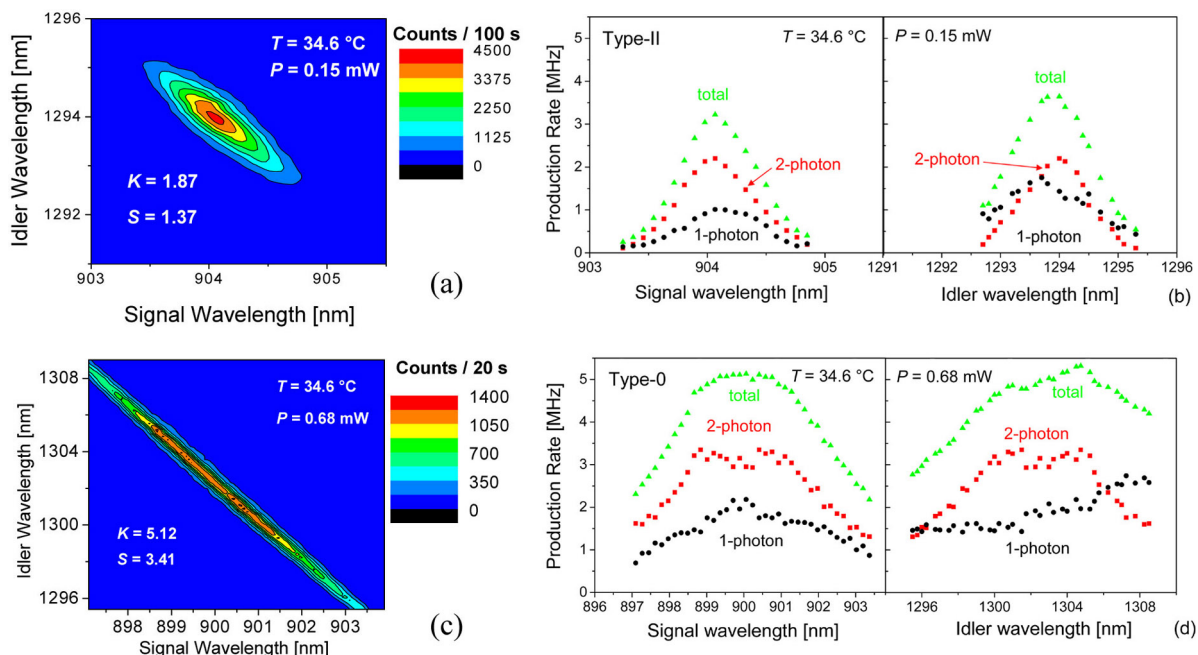 1296
1294
1292
Idler Wavelength [nm]
T = 34.6 °C
P = 0.15 mW
K = 1.87
S = 1.37
903 904 905
Signal Wavelength [nm]
(a)
Counts / 100 s
4500
3375
2250
1125
0
Production Rate [MHz]
5
4
3
2
1
0
Type-II
T = 34.6 °C
total
2-photon
1-photon
903 904 905
Signal wavelength [nm]
P = 0.15 mW
total
2-photon
1-photon
1291 1292 1293 1294 1295 1296
Idler wavelength [nm]
(b)
1308
1304
1300
1296
Idler Wavelength [nm]
T = 34.6 °C
P = 0.68 mW
K = 5.12
S = 3.41
898 899 900 901 902 903
Signal Wavelength [nm]
(c)
Counts / 20 s
1400
1050
700
350
0
Production Rate [MHz]
5
4
3
2
1
0
Type-0
T = 34.6 °C
total
2-photon
1-photon
896 897 898 899 900 901 902 903
Signal wavelength [nm]
P = 0.68 mW
total
2-photon
1-photon
1296 1300 1304 1308
Idler wavelength [nm]
(d)